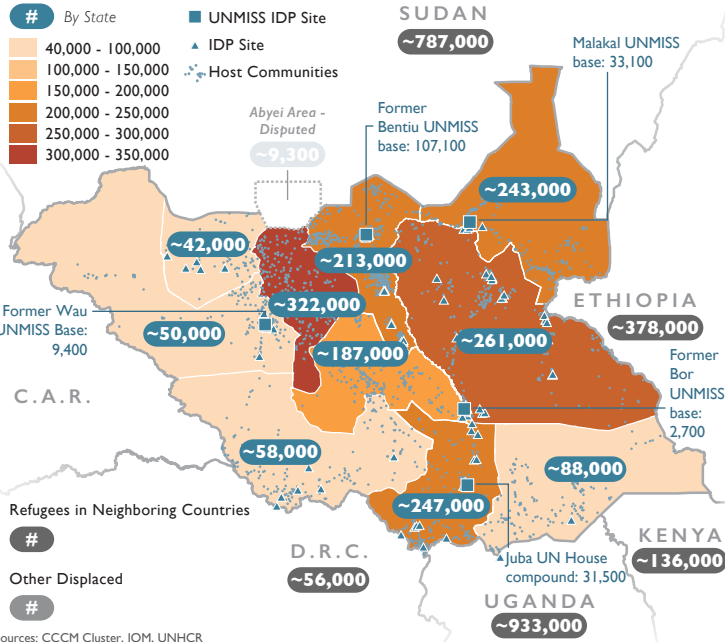 # By State
40,000 - 100,000
100,000 - 150,000
150,000 - 200,000
200,000 - 250,000
250,000 - 300,000
300,000 - 350,000
UNMISS IDP Site
IDP Site
Host Communities
SUDAN
~787,000
Malakal UNMISS
base: 33,100
Abyei Area -
Disputed
~9,300
Former
Bentiu UNMISS
base: 107,100
~243,000
~42,000
~213,000
~322,000
ETHIOPIA
~378,000
Former Wau
UNMISS Base:
9,400
~50,000
~261,000
~187,000
Former
Bor
UNMISS
base:
2,700
C.A.R.
~58,000
~88,000
~247,000
Refugees in Neighboring Countries
#
Other Displaced
#
D.R.C.
~56,000
Juba UN House
compound: 31,500
KENYA
~136,000
UGANDA
~933,000
ources: CCCM Cluster, IOM, UNHCR